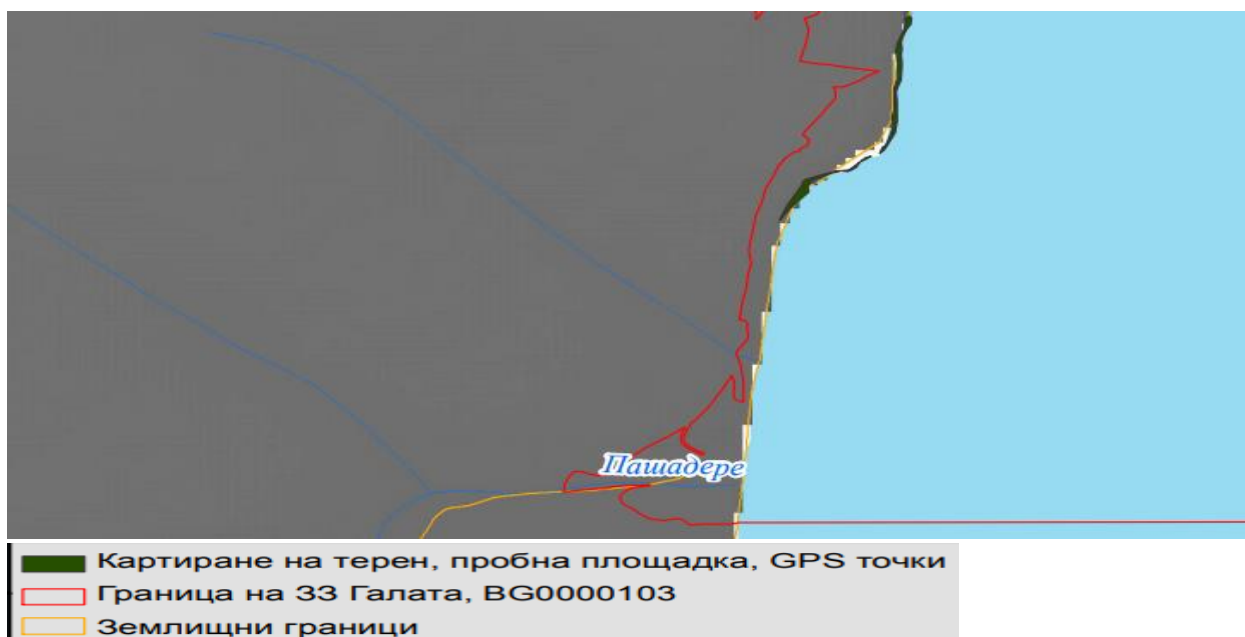 Пашадере
Картиране на терен, пробна площадка, GPS точки
Граница на ЗЗ Галата, BG0000103
Землищни граници